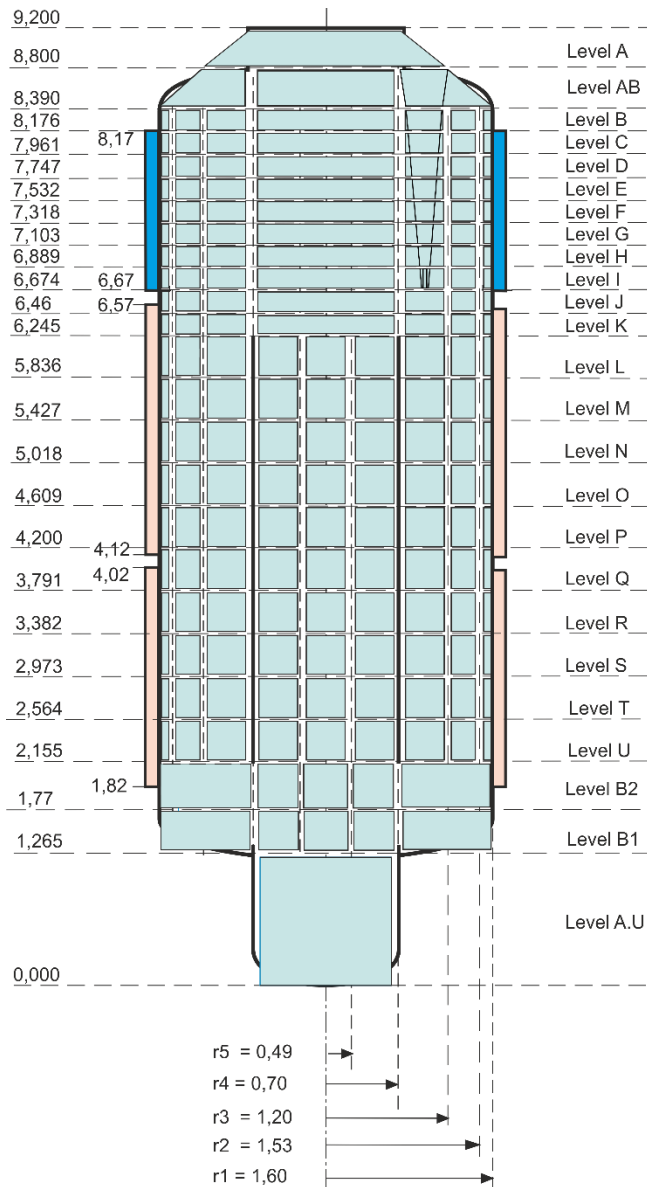 9,200
8,800
Level A
Level AB
8,390
8,176
Level B
8,17
7,961
Level C
7,747
Level D
7,532
Level E
7,318
Level F
7,103
Level G
6,889
Level H
6,674
6,67
Level I
6,46
6,57
Level J
6,245
Level K
5,836
Level L
5,427
Level M
5,018
Level N
4,609
Level O
4,200
4,12
Level P
3,791
4,02
Level Q
3,382
Level R
2,973
Level S
2,564
Level T
2,155
Level U
1,82
1,77
Level B2
1,265
Level B1
Level A.U
0,000
r5 = 0,49
r4 = 0,70
r3 = 1,20
r2 = 1,53
r1 = 1,60